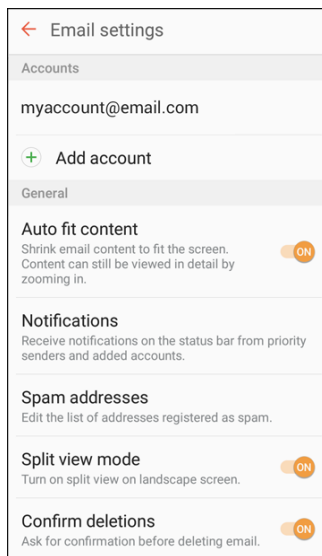 Email settings
Accounts
myaccount@email.com
Add account
General
Auto fit content
Shrink email content to fit the screen.
Content can still be viewed in detail by
zooming in.
ON
Notifications
Receive notifications on the status bar from priority
senders and added accounts.
Spam addresses
Edit the list of addresses registered as spam.
Split view mode
Turn on split view on landscape screen.
ON
Confirm deletions
Ask for confirmation before deleting email.
ON